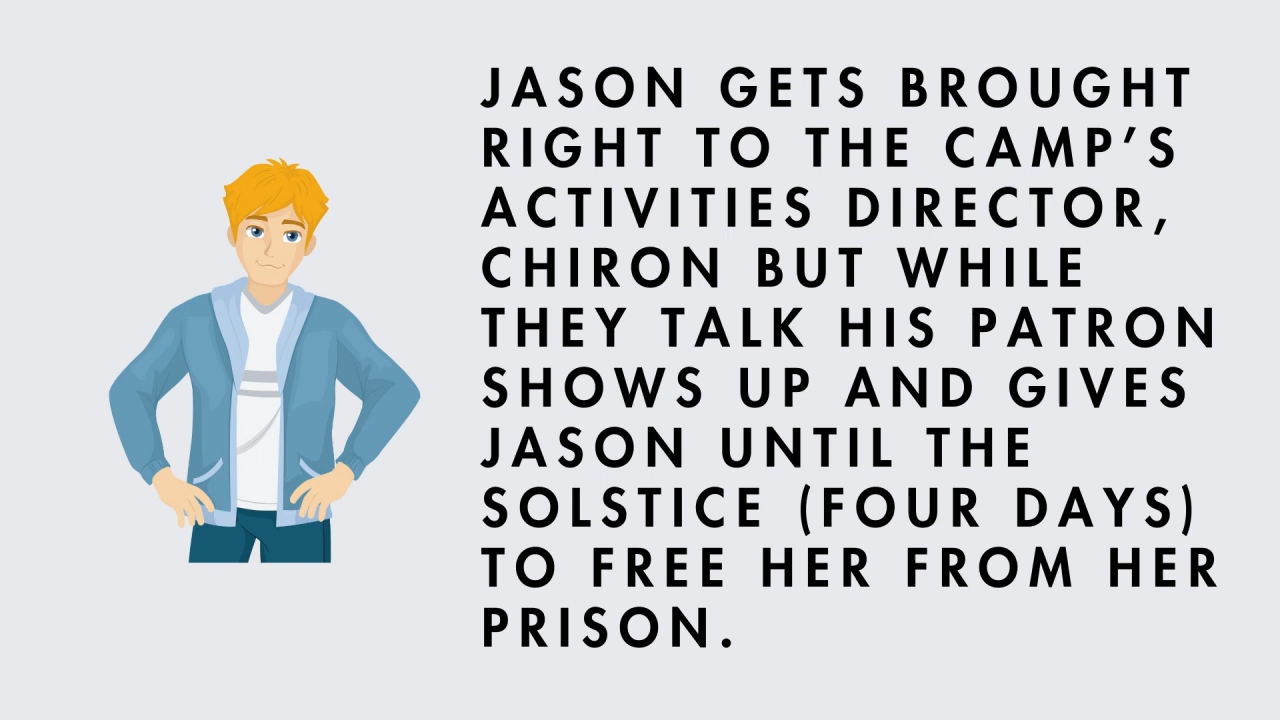 JASON GETS BROUGHT
RIGHT TO THE CAMP’S
ACTIVITIES DIRECTOR,
CHIRON BUT WHILE
THEY TALK HIS PATRON
SHOWS UP AND GIVES
JASON UNTIL THE
SOLSTICE (FOUR DAYS)
TO FREE HER FROM HER
PRISON.